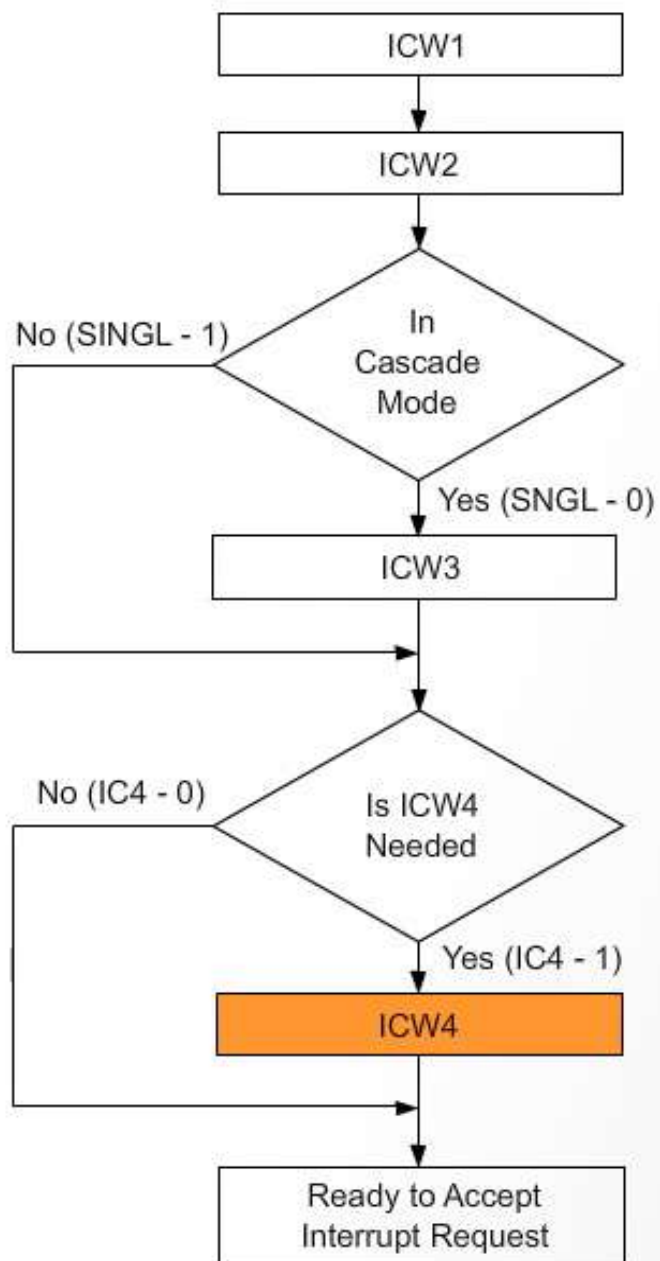 ICW1
ICW2
In
Cascade
Mode
No (SINGL - 1)
Yes (SNGL - 0)
ICW3
Is ICW4
Needed
No (IC4 - 0)
Yes (IC4 - 1)
ICW4
Ready to Accept
Interrupt Request